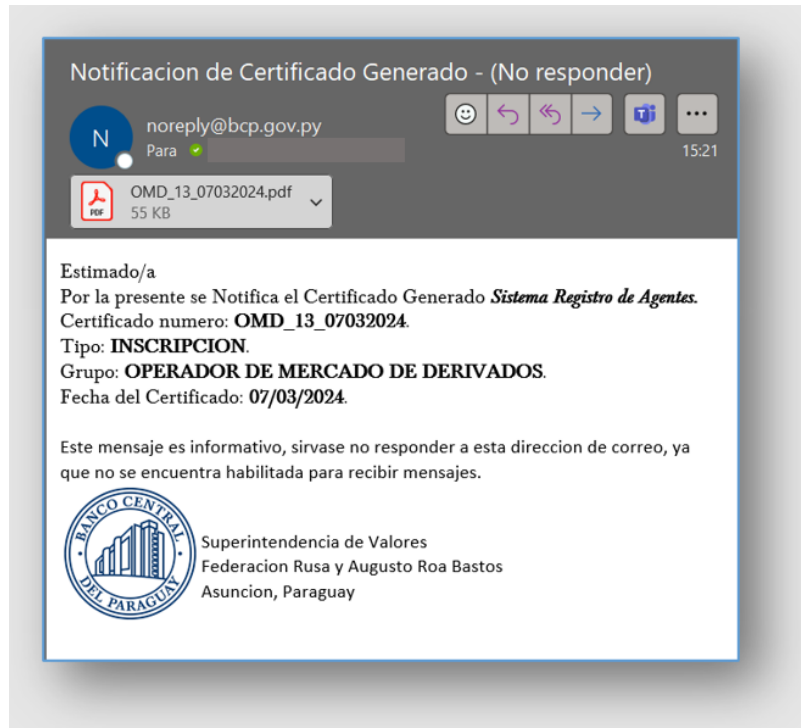 Notificacion de Certificado Generado - (No responder)
N
noreply@bcp.gov.py
Para
15:21
PDF
OMD_13_07032024.pdf
55 KB
Estimado/a
Por la presente se Notifica el Certificado Generado Sistema Registro de Agentes.
Certificado numero: OMD_13_07032024.
Tipo: INSCRIPCION.
Grupo: OPERADOR DE MERCADO DE DERIVADOS.
Fecha del Certificado: 07/03/2024.
Este mensaje es informativo, sirvase no responder a esta direccion de correo, ya
que no se encuentra habilitada para recibir mensajes.
BANCO CENTRAL
DEL PARAGUAY
Superintendencia de Valores
Federacion Rusa y Augusto Roa Bastos
Asuncion, Paraguay